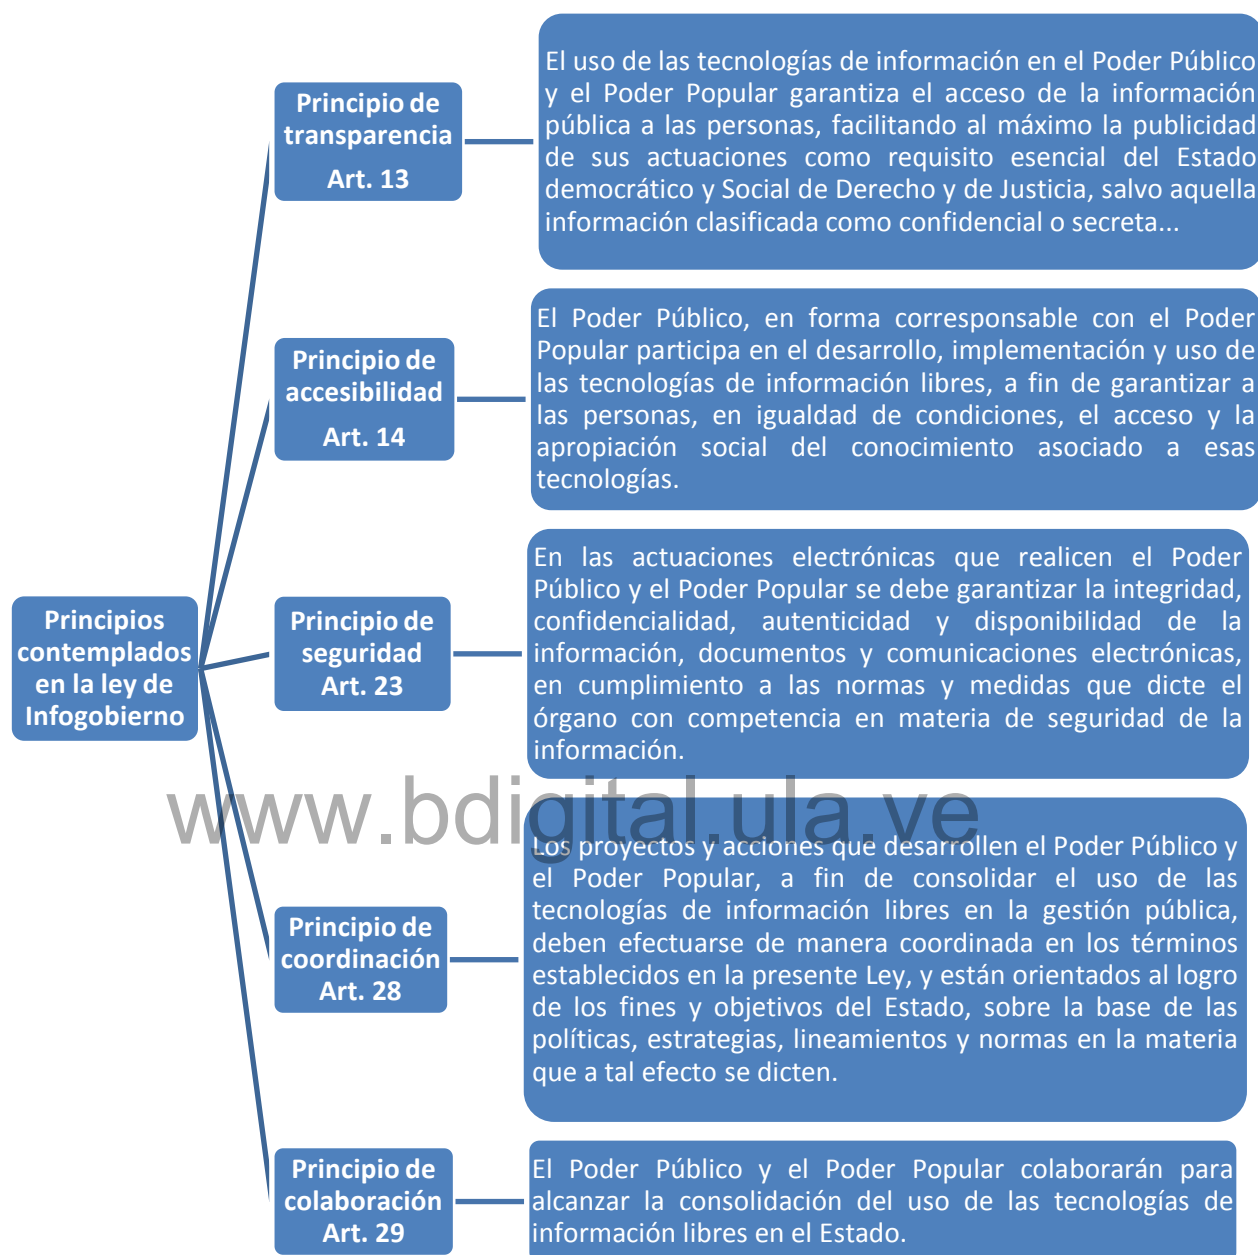 Principios
contemplados
en la ley de
Infogobierno
Principio de
transparencia
Art. 13
El uso de las tecnologías de información en el Poder Público
y el Poder Popular garantiza el acceso de la información
pública a las personas, facilitando al máximo la publicidad
de sus actuaciones como requisito esencial del Estado
democrático y Social de Derecho y de Justicia, salvo aquella
información clasificada como confidencial o secreta...
Principio de
accesibilidad
Art. 14
El Poder Público, en forma corresponsable con el Poder
Popular participa en el desarrollo, implementación y uso de
las tecnologías de información libres, a fin de garantizar a
las personas, en igualdad de condiciones, el acceso y la
apropiación social del conocimiento asociado a esas
tecnologías.
Principio de
seguridad
Art. 23
En las actuaciones electrónicas que realicen el Poder
Público y el Poder Popular se debe garantizar la integridad,
confidencialidad, autenticidad y disponibilidad de la
información, documentos y comunicaciones electrónicas,
en cumplimiento a las normas y medidas que dicte el
órgano con competencia en materia de seguridad de la
información.
www.bdigital.ula.ve
Principio de
coordinación
Art. 28
Los proyectos y acciones que desarrollen el Poder Público y
el Poder Popular, a fin de consolidar el uso de las
tecnologías de información libres en la gestión pública,
deben efectuarse de manera coordinada en los términos
establecidos en la presente Ley, y están orientados al logro
de los fines y objetivos del Estado, sobre la base de las
políticas, estrategias, lineamientos y normas en la materia
que a tal efecto se dicten.
Principio de
colaboración
Art. 29
El Poder Público y el Poder Popular colaborarán para
alcanzar la consolidación del uso de las tecnologías de
información libres en el Estado.